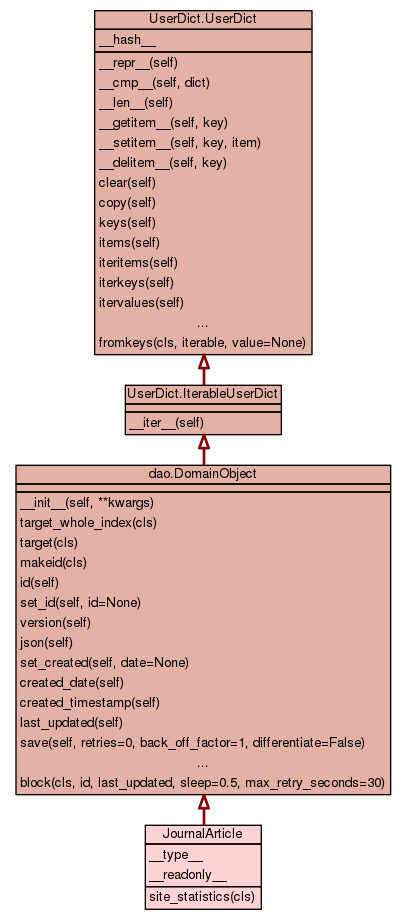 UserDict.UserDict
__hash__
__repr__(self)
__cmp__(self, dict)
__len__(self)
__getitem__(self, key)
__setitem__(self, key, item)
__delitem__(self, key)
clear(self)
copy(self)
keys(self)
items(self)
iteritems(self)
iterkeys(self)
itervalues(self)
...
fromkeys(cls, iterable, value=None)
UserDict.IterableUserDict
__iter__(self)
dao.DomainObject
__init__(self, **kwargs)
target_whole_index(cls)
target(cls)
makeid(cls)
id(self)
set_id(self, id=None)
version(self)
json(self)
set_created(self, date=None)
created_date(self)
created_timestamp(self)
last_updated(self)
save(self, retries=0, back_off_factor=1, differentiate=False)
...
block(cls, id, last_updated, sleep=0.5, max_retry_seconds=30)
JournalArticle
__type__
__readonly__
site_statistics(cls)